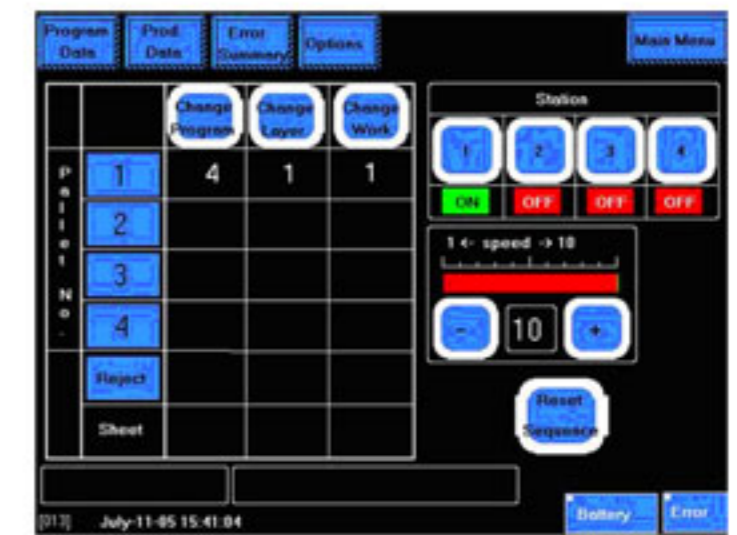 Program Data
Prod. Data
Error Summary
Options
Main Menu
Change Program
Change Layer
Change Work
Station
1 2 3 4
ON OFF OFF OFF
Pallet No.
1 4 1 1
2
3
4
Reject
Sheet
1 <- speed -> 10
- 10 +
Reset Sequence
[013] July-11-05 15:41:04
Battery
Error